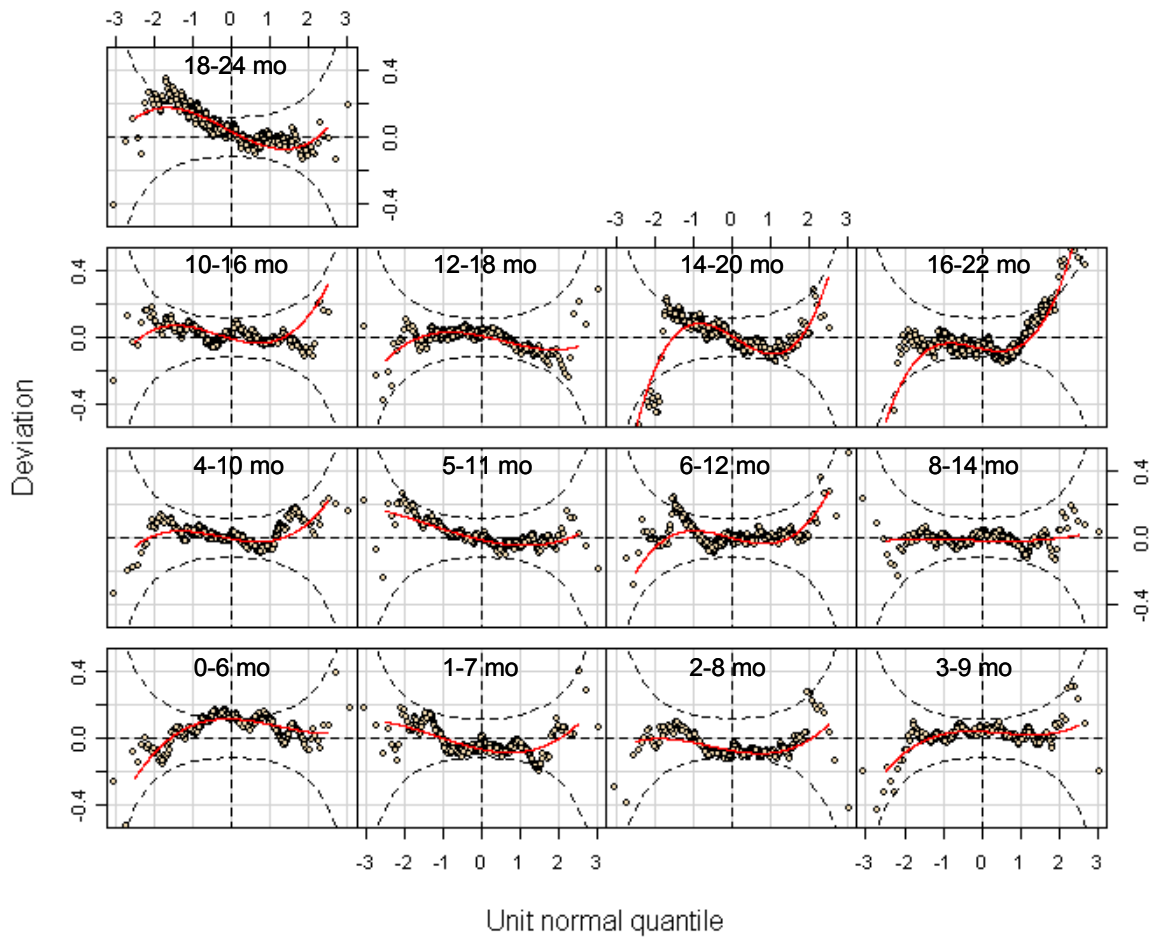 -3 -2 -1 0 1 2 3
18-24 mo
0.4
0.0
-0.4
-3 -2 -1 0 1 2 3
10-16 mo 12-18 mo 14-20 mo 16-22 mo
0.4
0.0
-0.4
4-10 mo 5-11 mo 6-12 mo 8-14 mo
0.4
0.0
-0.4
0-6 mo 1-7 mo 2-8 mo 3-9 mo
0.4
0.0
-0.4
-3 -2 -1 0 1 2 3 -3 -2 -1 0 1 2 3
Deviation
Unit normal quantile